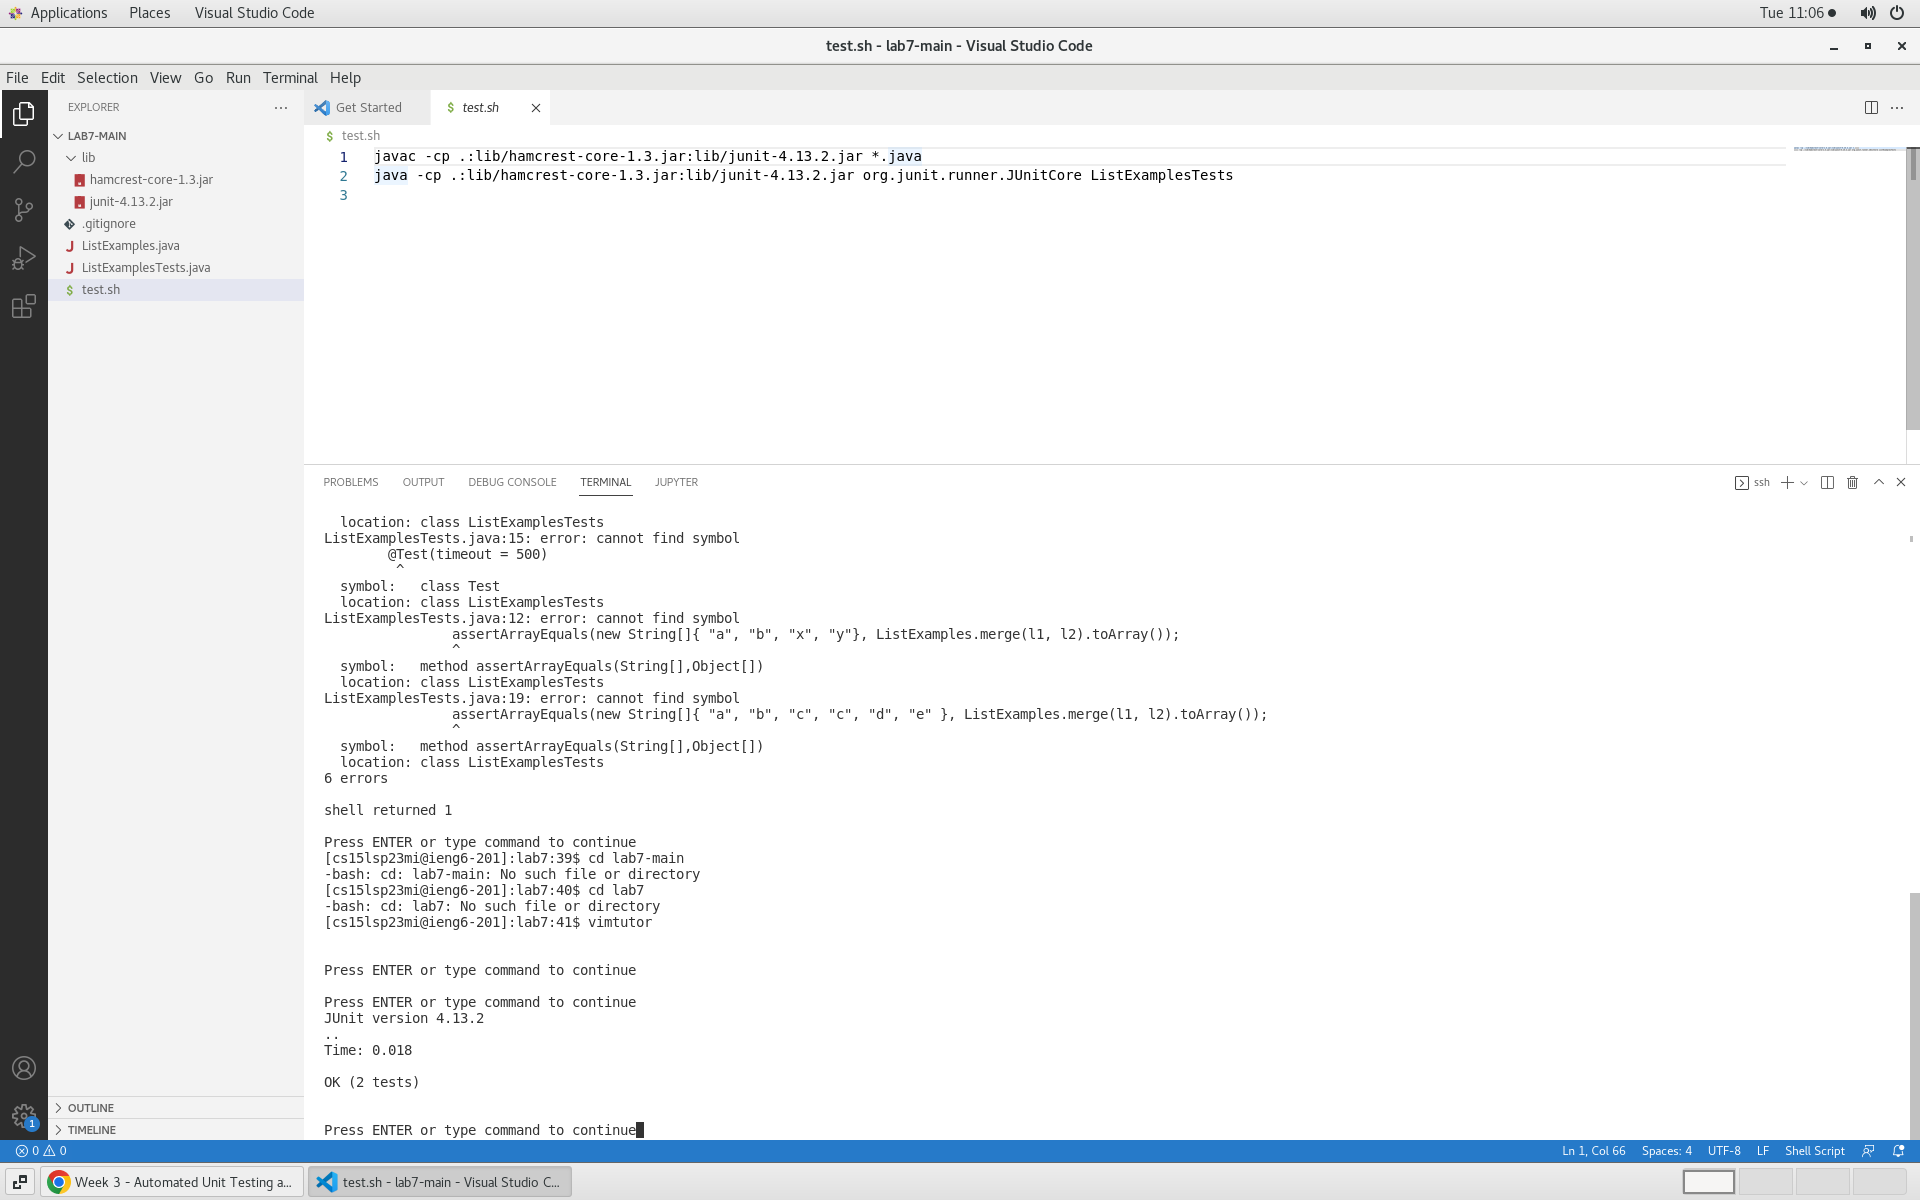 Applications Places Visual Studio Code Tue 11:06
test.sh - lab7-main - Visual Studio Code
File Edit Selection View Go Run Terminal Help
EXPLORER
LAB7-MAIN
lib
hamcrest-core-1.3.jar
junit-4.13.2.jar
.gitignore
ListExamples.java
ListExamplesTests.java
test.sh
OUTLINE
TIMELINE
Get Started test.sh
$ test.sh
1 javac -cp .:lib/hamcrest-core-1.3.jar:lib/junit-4.13.2.jar *.java
2 java -cp .:lib/hamcrest-core-1.3.jar:lib/junit-4.13.2.jar org.junit.runner.JUnitCore ListExamplesTests
3
PROBLEMS OUTPUT DEBUG CONSOLE TERMINAL JUPYTER ssh
location: class ListExamplesTests
ListExamplesTests.java:15: error: cannot find symbol
@Test(timeout = 500)
^
symbol: class Test
location: class ListExamplesTests
ListExamplesTests.java:12: error: cannot find symbol
assertArrayEquals(new String[]{ "a", "b", "x", "y"}, ListExamples.merge(l1, l2).toArray());
^
symbol: method assertArrayEquals(String[],Object[])
location: class ListExamplesTests
ListExamplesTests.java:19: error: cannot find symbol
assertArrayEquals(new String[]{ "a", "b", "c", "c", "d", "e" }, ListExamples.merge(l1, l2).toArray());
^
symbol: method assertArrayEquals(String[],Object[])
location: class ListExamplesTests
6 errors
shell returned 1
Press ENTER or type command to continue
[cs15lsp23mi@ieng6-201]:lab7:39$ cd lab7-main
-bash: cd: lab7-main: No such file or directory
[cs15lsp23mi@ieng6-201]:lab7:40$ cd lab7
-bash: cd: lab7: No such file or directory
[cs15lsp23mi@ieng6-201]:lab7:41$ vimtutor
Press ENTER or type command to continue
Press ENTER or type command to continue
JUnit version 4.13.2
..
Time: 0.018
OK (2 tests)
Press ENTER or type command to continue
1
0 0 Ln 1, Col 66 Spaces: 4 UTF-8 LF Shell Script
Week 3 - Automated Unit Testing a... test.sh - lab7-main - Visual Studio C...